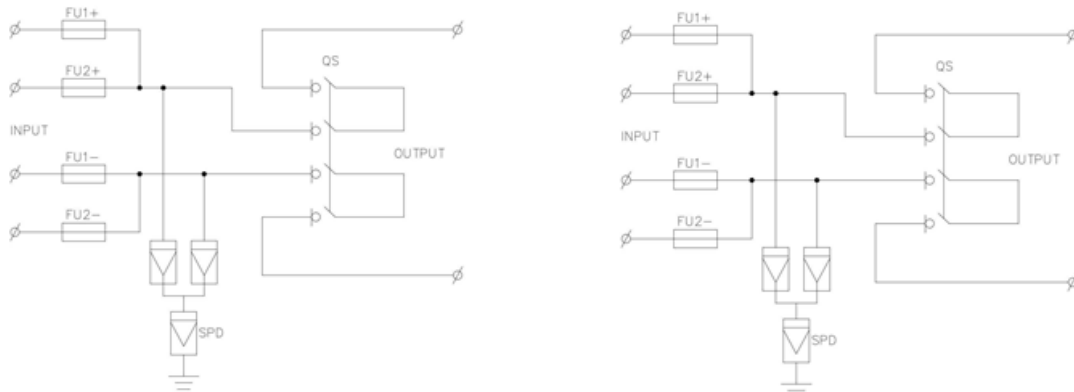 FU1+
FU2+
QS
INPUT
FU1-
OUTPUT
FU2-
SPD
FU1+
FU2+
QS
INPUT
FU1-
OUTPUT
FU2-
SPD